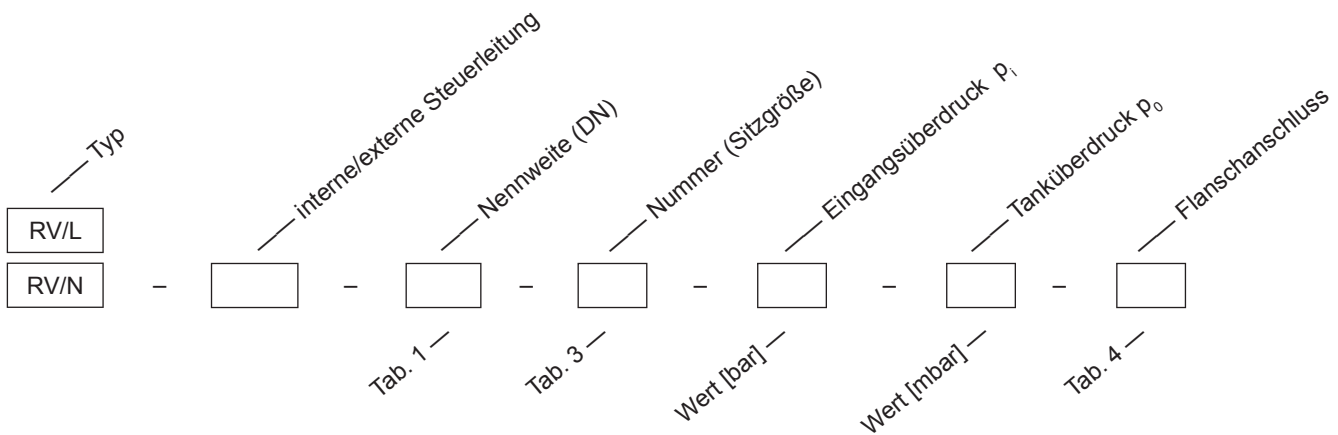 Typ
interne/externe Steuerleitung
Nennweite (DN)
Nummer (Sitzgröße)
Eingangsüberdruck pᵢ
Tanküberdruck p₀
Flanschanschluss
RV/L
RV/N – – – – – –
Tab. 1
Tab. 3
Wert [bar]
Wert [mbar]
Tab. 4